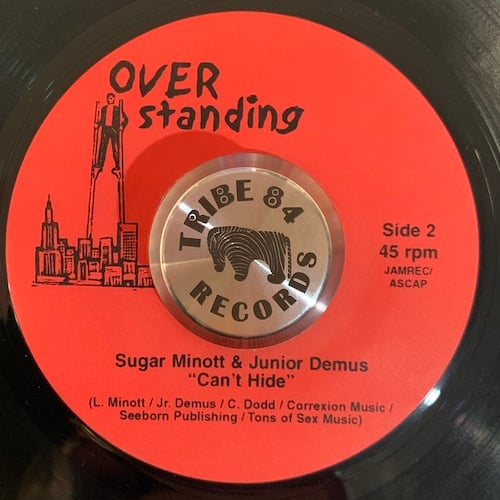 OVER
standing
TRIBE 84
RECORDS
Side 2
45 rpm
JAMREC/
ASCAP
Sugar Minott & Junior Demus
"Can't Hide"
(L. Minott / Jr. Demus / C. Dodd / Correxion Music /
Seeborn Publishing / Tons of Sex Music)